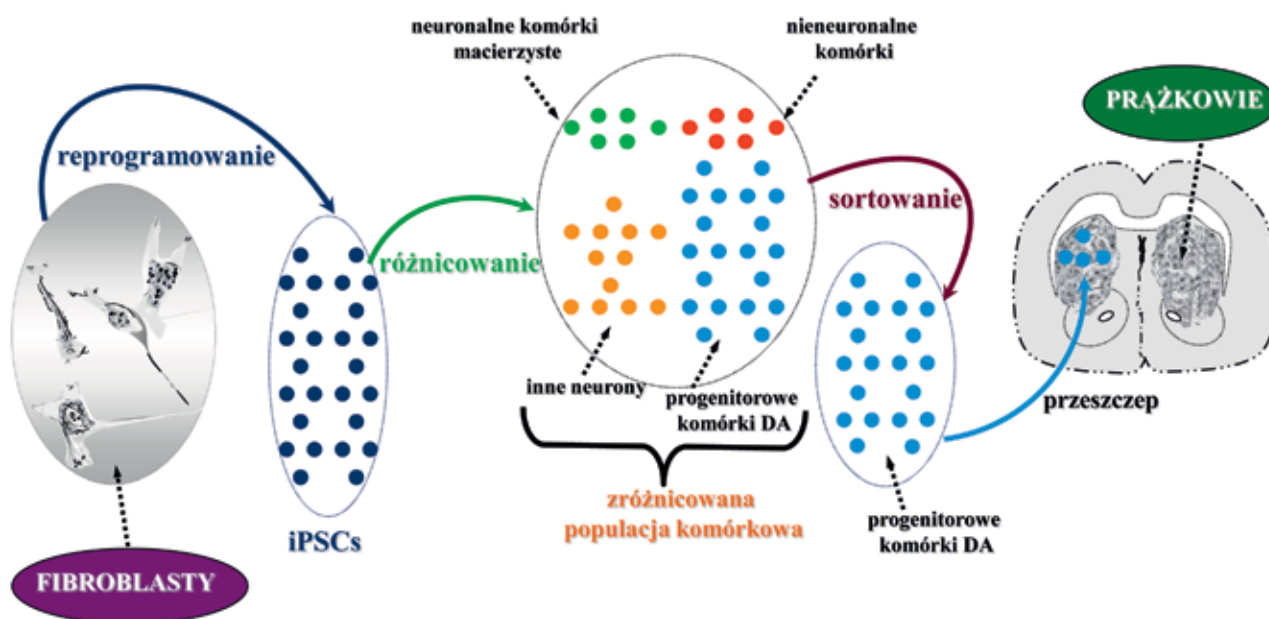 neuronalne komórki
macierzyste
nieneuronalne
komórki
PRĄŻKOWIE
reprogramowanie
różnicowanie
sortowanie
inne neurony
progenitorowe
komórki DA
przeszczep
zróżnicowana
populacja komórkowa
iPSCs
progenitorowe
komórki DA
FIBROBLASTY